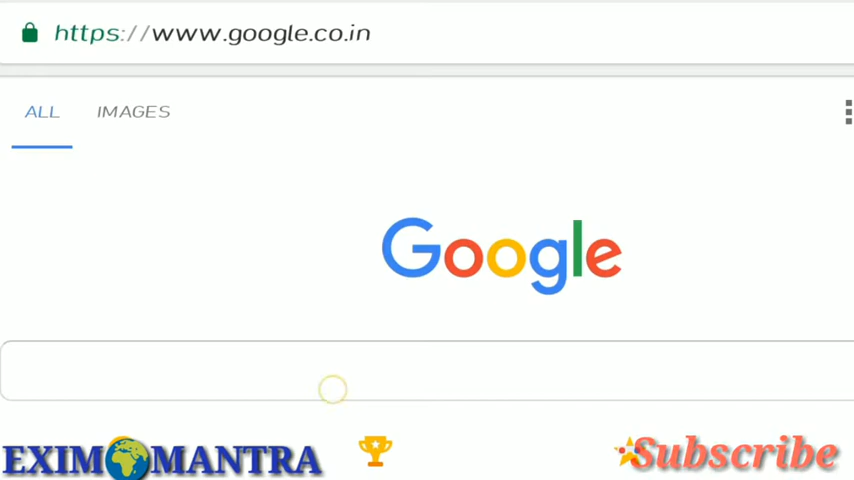 https://www.google.co.in
ALL IMAGES
Google
EXIM MANTRA
Subscribe